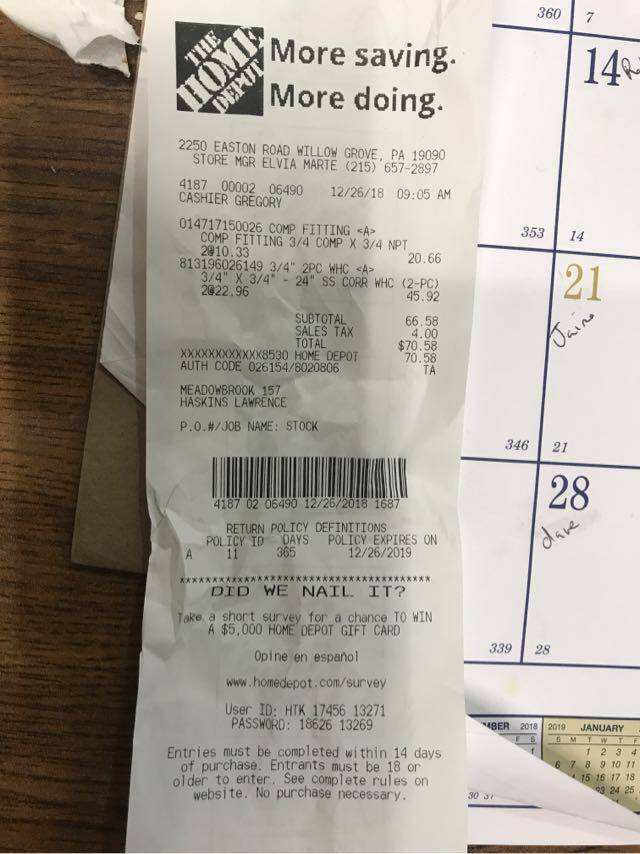 THE
HOME
DEPOT
More saving.
More doing.
2250 EASTON ROAD WILLOW GROVE, PA 19090
STORE MGR ELVIA MARTE (215) 657-2897
4187 00002 06490 12/26/18 09:05 AM
CASHIER GREGORY
014717150026 COMP FITTING <A>
COMP FITTING 3/4 COMP X 3/4 NPT
2@10.33 20.66
813196026149 3/4" 2PC WHC <A>
3/4" X 3/4" - 24" SS CORR WHC (2-PC)
2@22.96 45.92
SUBTOTAL 66.58
SALES TAX 4.00
TOTAL $70.58
XXXXXXXXXXXX8530 HOME DEPOT 70.58
AUTH CODE 026154/8020806 TA
MEADOWBROOK 157
HASKINS LAWRENCE
P.O.#/JOB NAME: STOCK
4187 02 06490 12/26/2018 1687
RETURN POLICY DEFINITIONS
POLICY ID DAYS POLICY EXPIRES ON
A 11 365 12/26/2019
*****************************************
DID WE NAIL IT?
Take a short survey for a chance TO WIN
A $5,000 HOME DEPOT GIFT CARD
Opine en español
www.homedepot.com/survey
User ID: HTK 17456 13271
PASSWORD: 18626 13269
Entries must be completed within 14 days
of purchase. Entrants must be 18 or
older to enter. See complete rules on
website. No purchase necessary.
360 7
14
353 14
21
346 21
28
dave
339 28
MBER 2018
F S
1
30 31
2019 JANUARY
S M T W T F
1 2 3 4
6 7 8 9 10 11
15 16 17 18
23 24 25